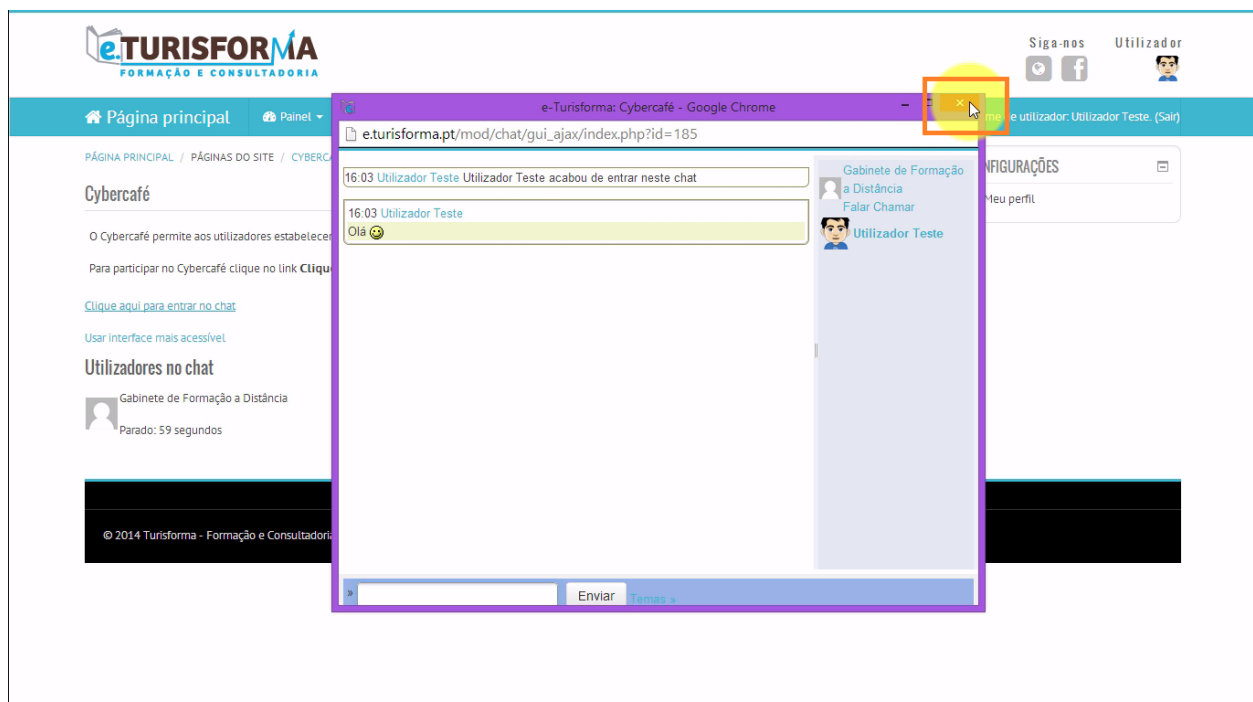 e.TURISFORMA
FORMAÇÃO E CONSULTADORIA
Siga-nos Utilizador
Página principal Painel
me de utilizador: Utilizador Teste. (Sair)
PÁGINA PRINCIPAL / PÁGINAS DO SITE /
Cybercafé
O Cybercafé permite aos utilizadores
Para participar no Cybercafé clique no link
Clique aqui para entrar no chat
Usar interface mais acessível
Utilizadores no chat
Gabinete de Formação a Distância
Parado: 59 segundos
© 2014 Turisforma - Formação e
e-Turisforma: Cybercafé - Google Chrome
e.turisforma.pt/mod/chat/gui_ajax/index.php?id=185
16:03 Utilizador Teste Utilizador Teste acabou de entrar neste chat
16:03 Utilizador Teste
Olá
Gabinete de Formação
a Distância
Falar Chamar
Utilizador Teste
» Enviar Temas »
NFIGURAÇÕES
Meu perfil